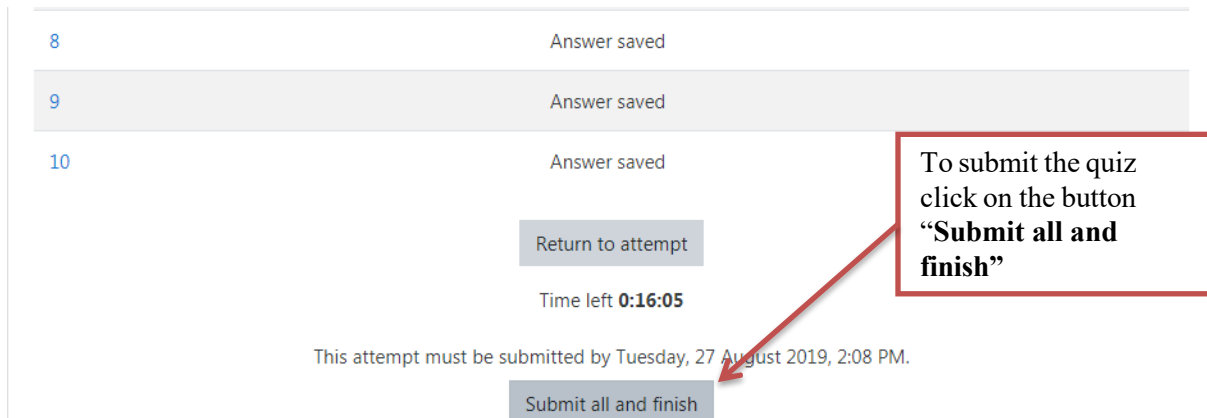 8 Answer saved
9 Answer saved
10 Answer saved
To submit the quiz
click on the button
“Submit all and
finish”
Return to attempt
Time left 0:16:05
This attempt must be submitted by Tuesday, 27 August 2019, 2:08 PM.
Submit all and finish